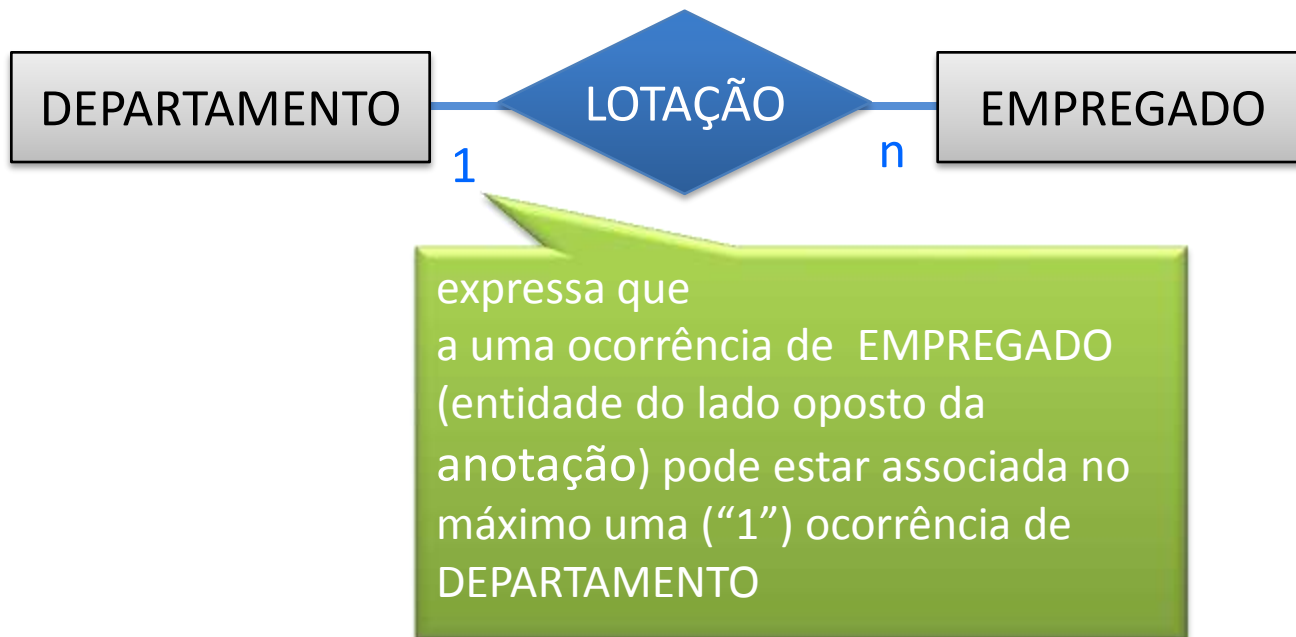 DEPARTAMENTO
LOTAÇÃO
EMPREGADO
1
n
expressa que
a uma ocorrência de EMPREGADO
(entidade do lado oposto da
anotação) pode estar associada no
máximo uma (“1”) ocorrência de
DEPARTAMENTO